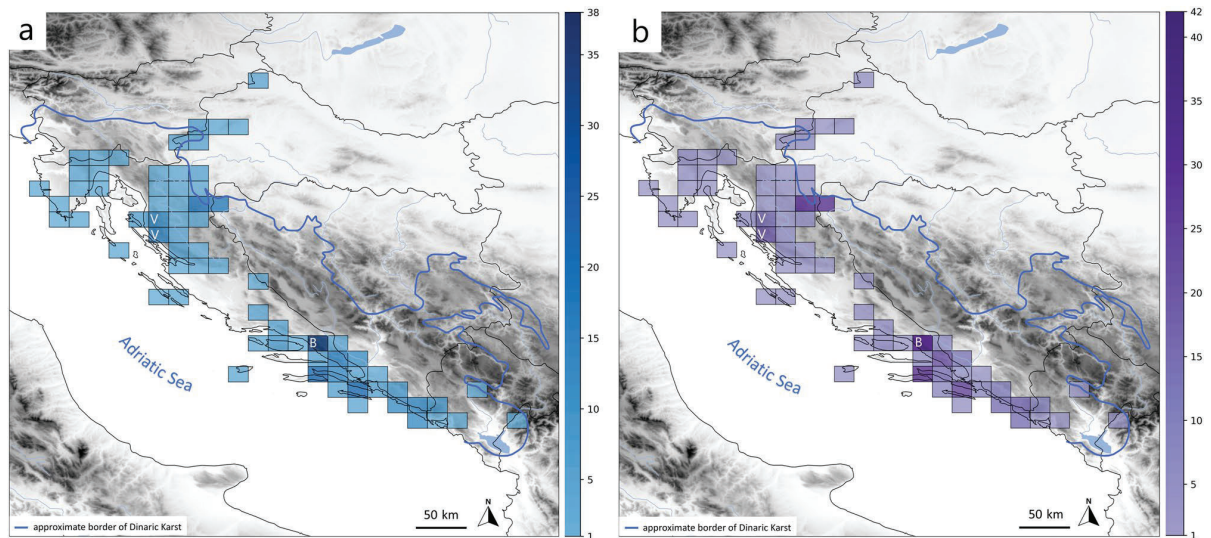 a
V
V
B
Adriatic Sea
approximate border of Dinaric Karst
50 km
N
38
35
30
25
20
15
10
5
1
b
V
V
B
Adriatic Sea
approximate border of Dinaric Karst
50 km
N
42
40
35
30
25
20
15
10
5
1